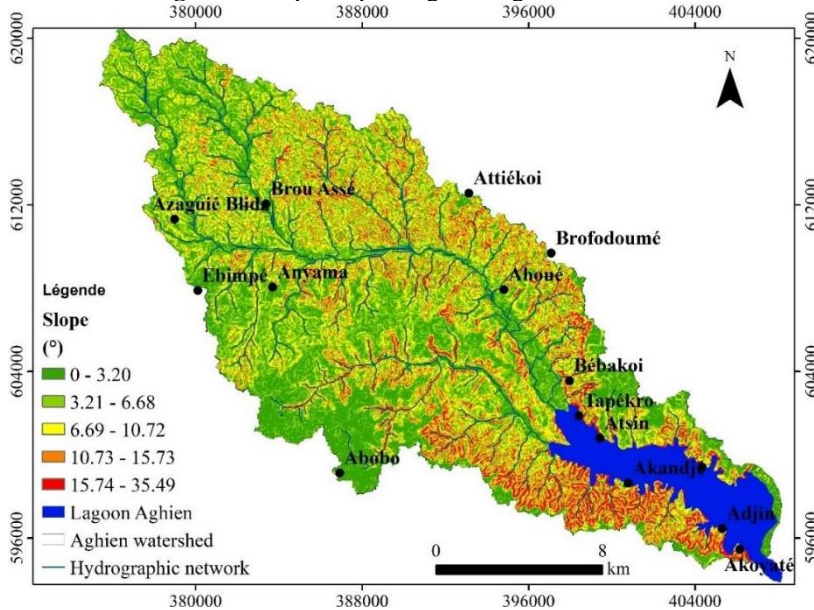 380000 388000 396000 404000
620000 620000
N
Attiékoi
612000 612000
Brou Assé
Azaguié Blida
Brofodoumé
Ebimpé Anyama Ahoué
Légende
Slope
(°)
0 - 3.20
3.21 - 6.68
6.69 - 10.72
10.73 - 15.73
15.74 - 35.49
Lagoon Aghien
Aghien watershed
Hydrographic network
604000 604000
Bébakoi
Tapékro
Atsin
Abobo
Akandje
Adjin
Akoyaté
596000 596000
0 8
km
380000 388000 396000 404000